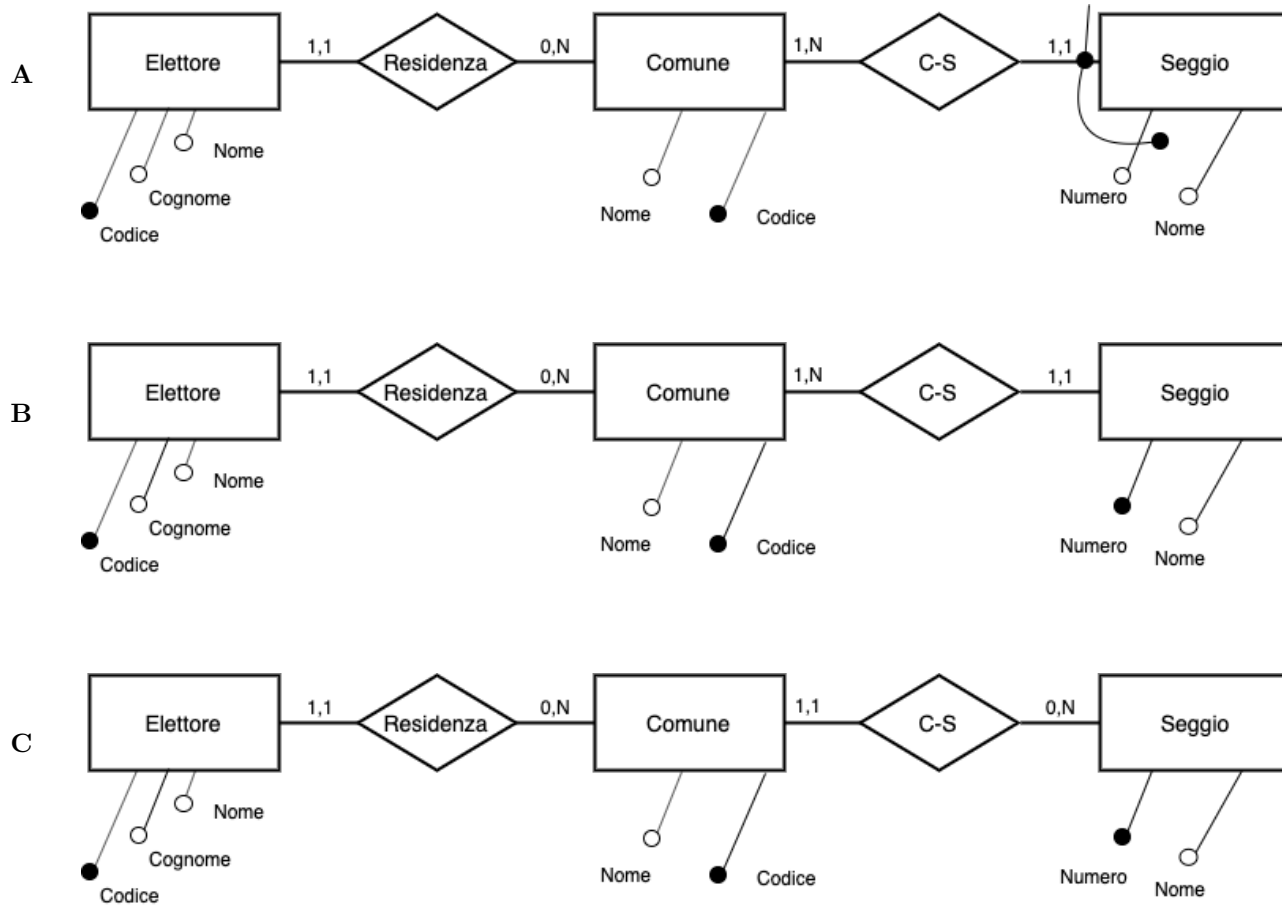 A
Elettore 1,1 Residenza 0,N Comune 1,N C-S 1,1 Seggio
Nome
Cognome
Codice
Nome Codice
Numero
Nome
B
Elettore 1,1 Residenza 0,N Comune 1,N C-S 1,1 Seggio
Nome
Cognome
Codice
Nome Codice
Numero
Nome
C
Elettore 1,1 Residenza 0,N Comune 1,1 C-S 0,N Seggio
Nome
Cognome
Codice
Nome Codice
Numero
Nome